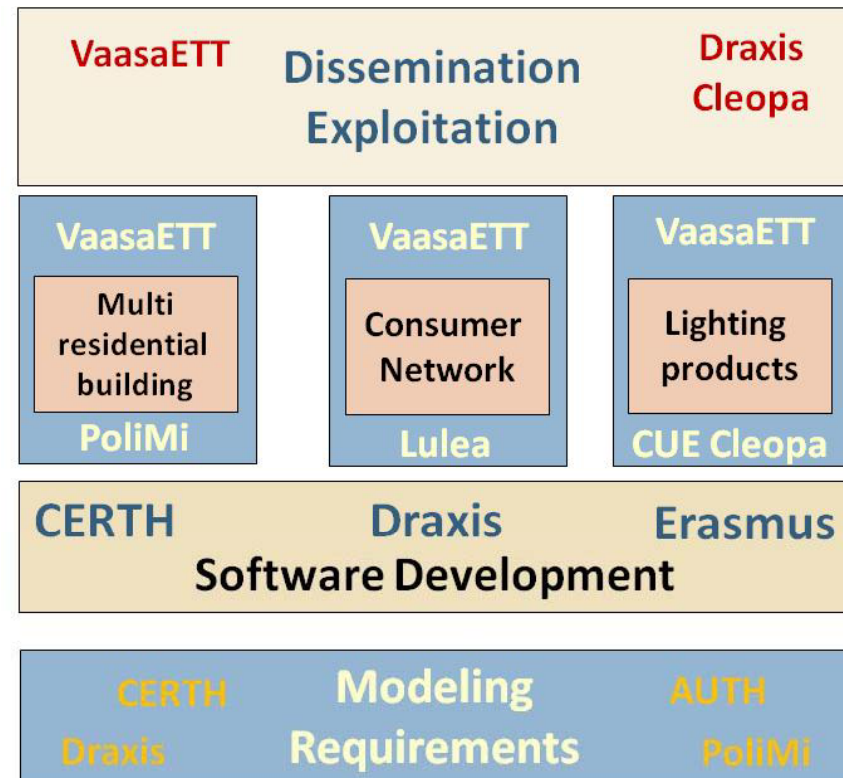 VaasaETT
Dissemination
Exploitation
Draxis
Cleopa
VaasaETT
Multi
residential
building
PoliMi
VaasaETT
Consumer
Network
Lulea
VaasaETT
Lighting
products
CUE Cleopa
CERTH Draxis Erasmus
Software Development
CERTH Modeling AUTH
Draxis Requirements PoliMi